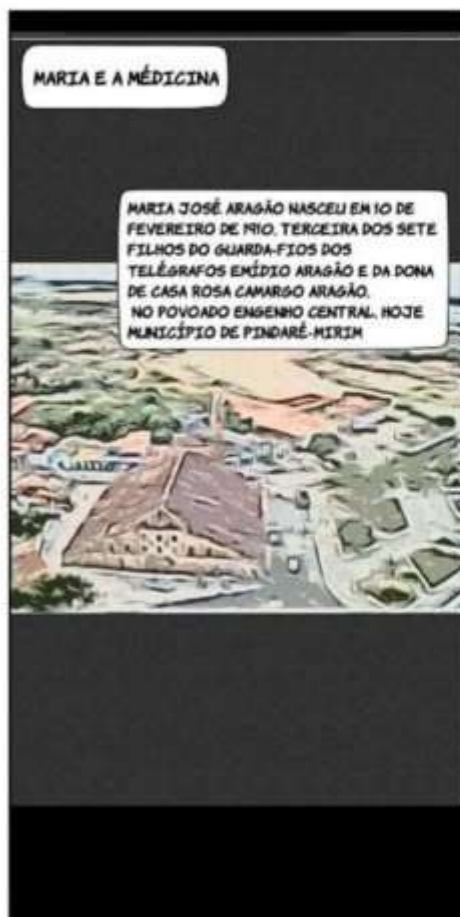 MARIA E A MÉDICINA
MARIA JOSÉ ARAGÃO NASCEU EM 10 DE
FEVEREIRO DE 1910. TERCEIRA DOS SETE
FILHOS DO GUARDA-FIOS DOS
TELÉGRAFOS EMÍDIO ARAGÃO E DA DONA
DE CASA ROSA CAMARGO ARAGÃO.
NO POVOADO ENGENHO CENTRAL. HOJE
MUNICÍPIO DE PINDARÉ-MIRIM